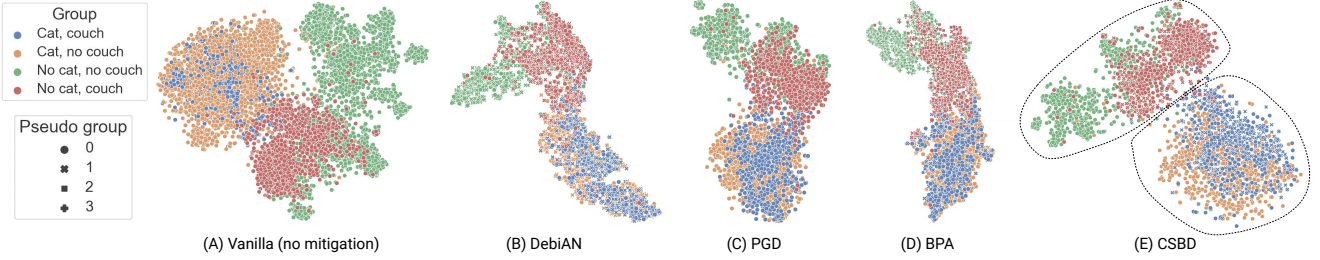 Group
Cat, couch
Cat, no couch
No cat, no couch
No cat, couch
Pseudo group
0
1
2
3
(A) Vanilla (no mitigation)
(B) DebiAN
(C) PGD
(D) BPA
(E) CSBD